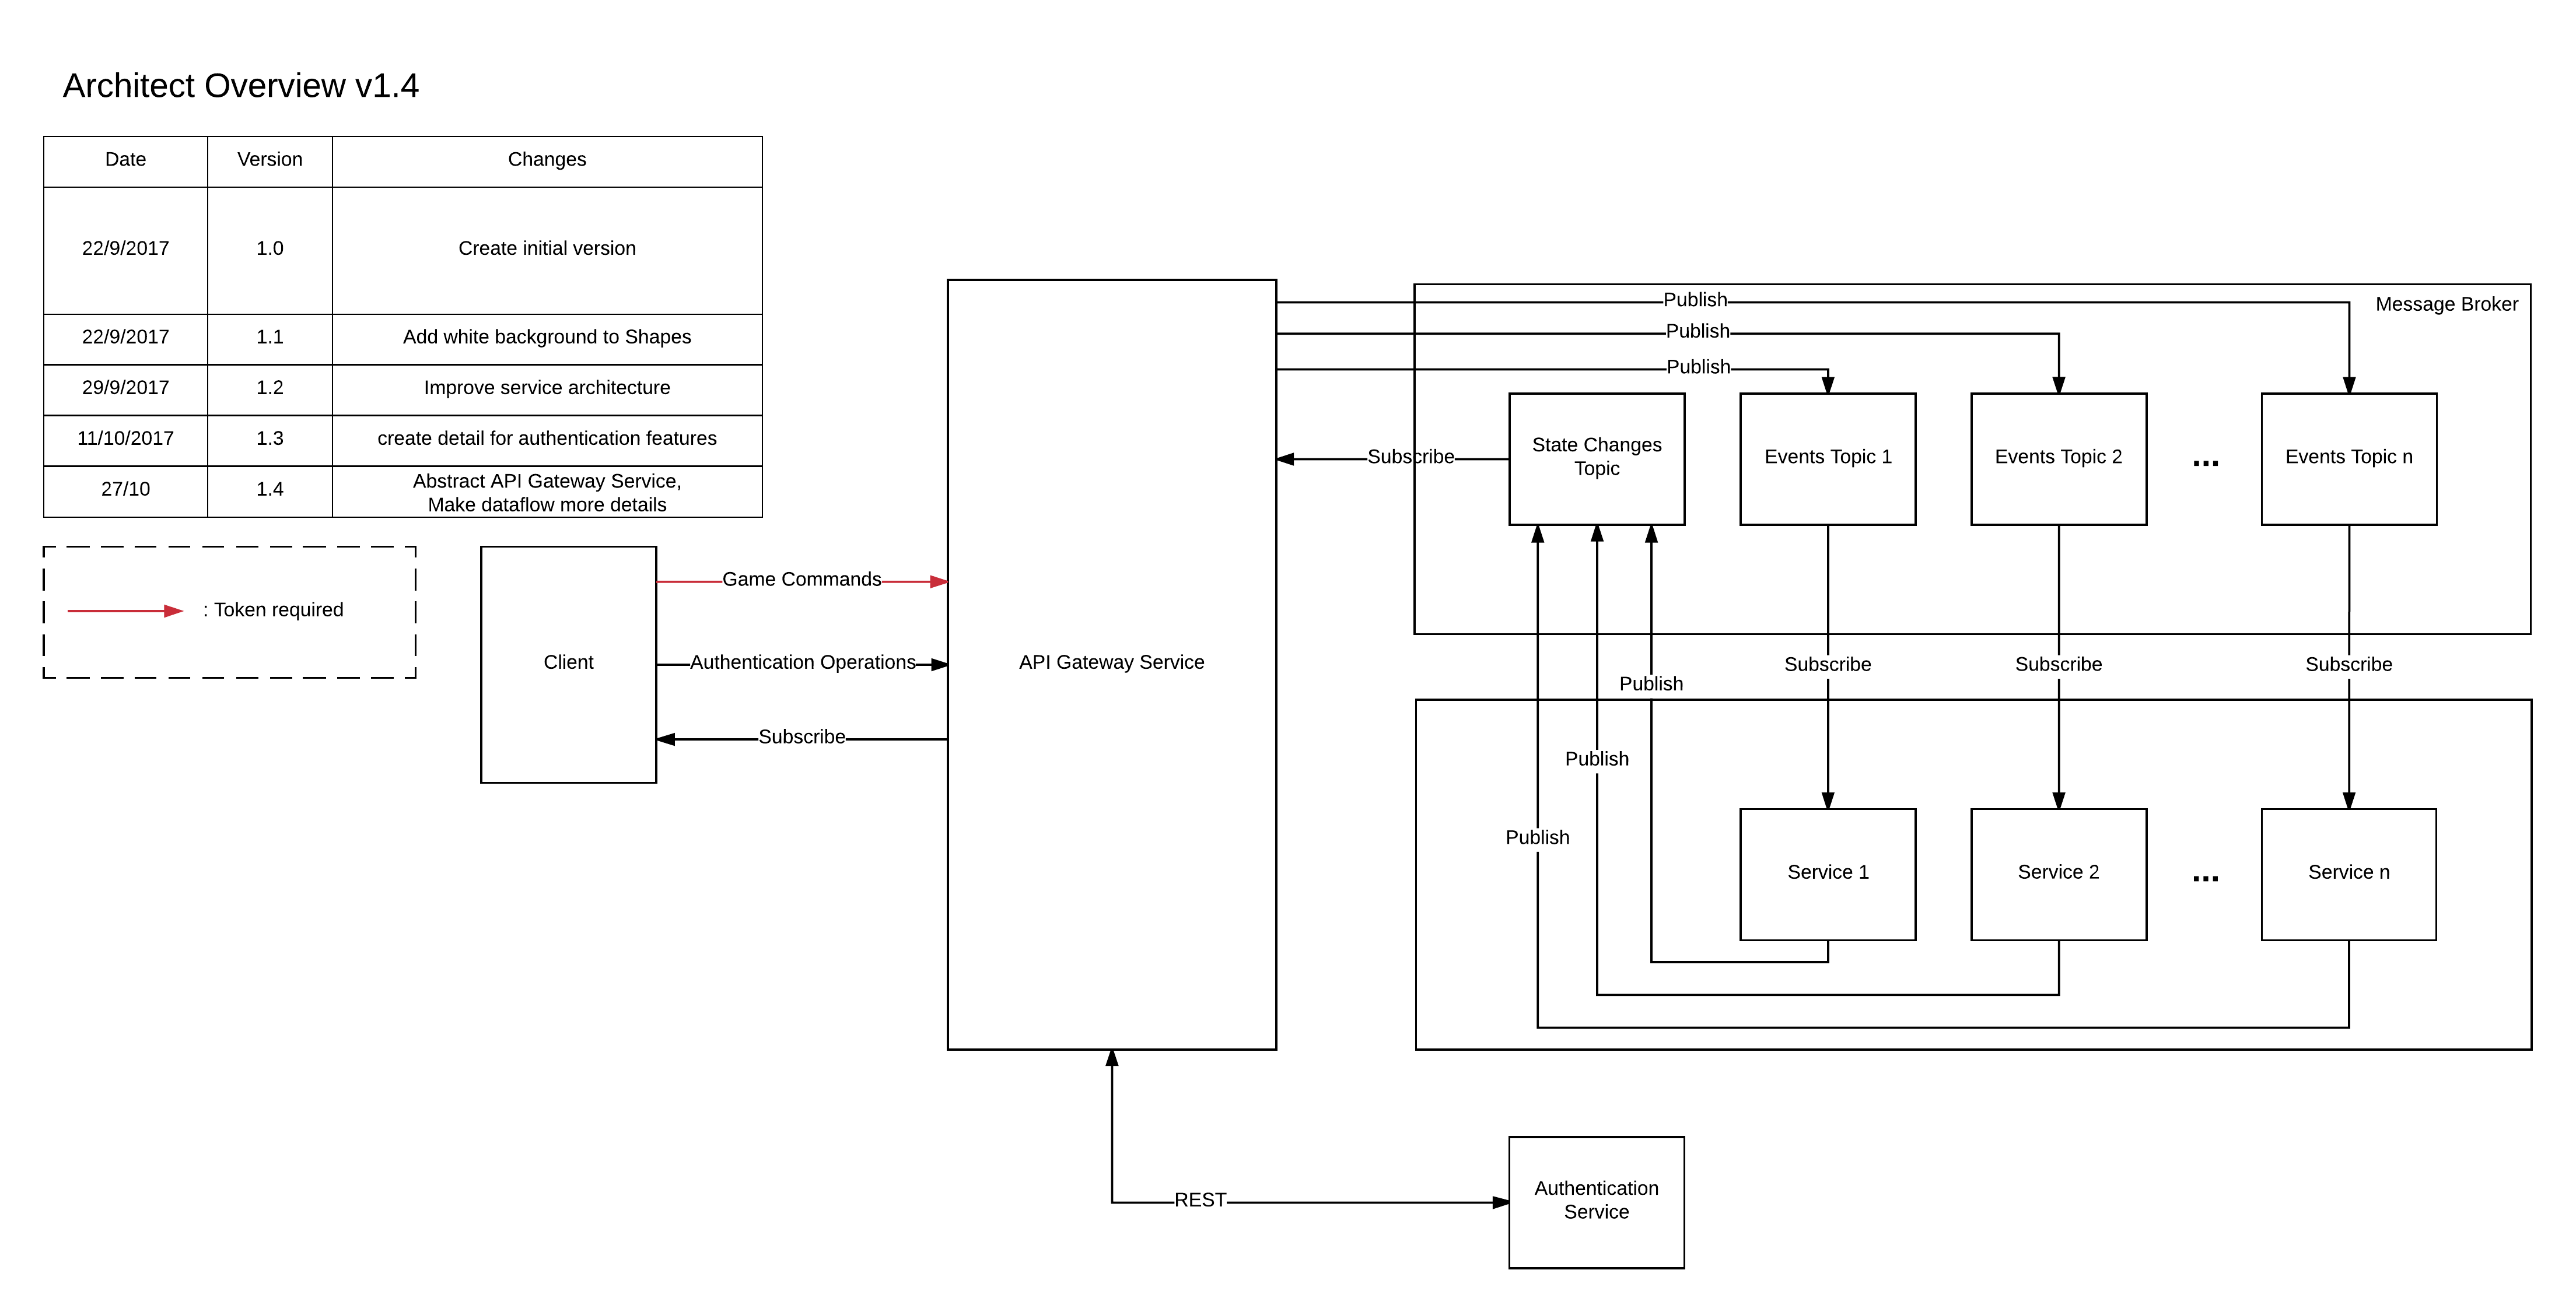 Architect Overview v1.4
Date Version Changes
22/9/2017 1.0 Create initial version
22/9/2017 1.1 Add white background to Shapes
29/9/2017 1.2 Improve service architecture
11/10/2017 1.3 create detail for authentication features
27/10 1.4 Abstract API Gateway Service,
Make dataflow more details
: Token required
Client
Game Commands
Authentication Operations
Subscribe
API Gateway Service
Message Broker
Publish
Publish
Publish
Subscribe
State Changes
Topic
Events Topic 1
Events Topic 2
...
Events Topic n
Subscribe
Subscribe
Subscribe
Publish
Publish
Publish
Service 1
Service 2
...
Service n
REST
Authentication
Service